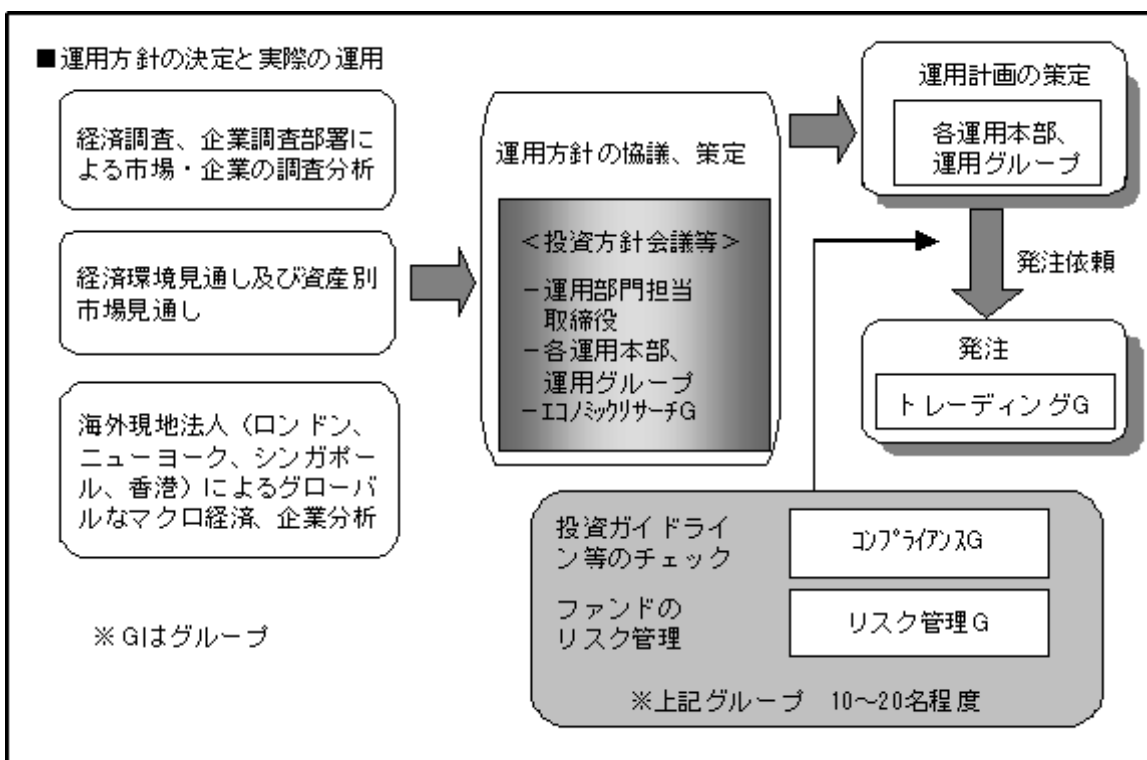 ■運用方針の決定と実際の運用
経済調査、企業調査部署に
よる市場・企業の調査分析
経済環境見通し及び資産別
市場見通し
海外現地法人（ロンドン、
ニューヨーク、シンガポー
ル、香港）によるグローバ
ルなマクロ経済、企業分析
※Gはグループ
運用方針の協議、策定
＜投資方針会議等＞
－運用部門担当
取締役
－各運用本部、
運用グループ
－ｴｺﾉﾐｯｸﾘｻｰﾁG
運用計画の策定
各運用本部、
運用グループ
発注依頼
発注
トレーディングG
投資ガイドライ
ン等のチェック
ｺﾝﾌﾟﾗｲｱﾝｽG
ファンドの
リスク管理
リスク管理G
※上記グループ　10～20名程度